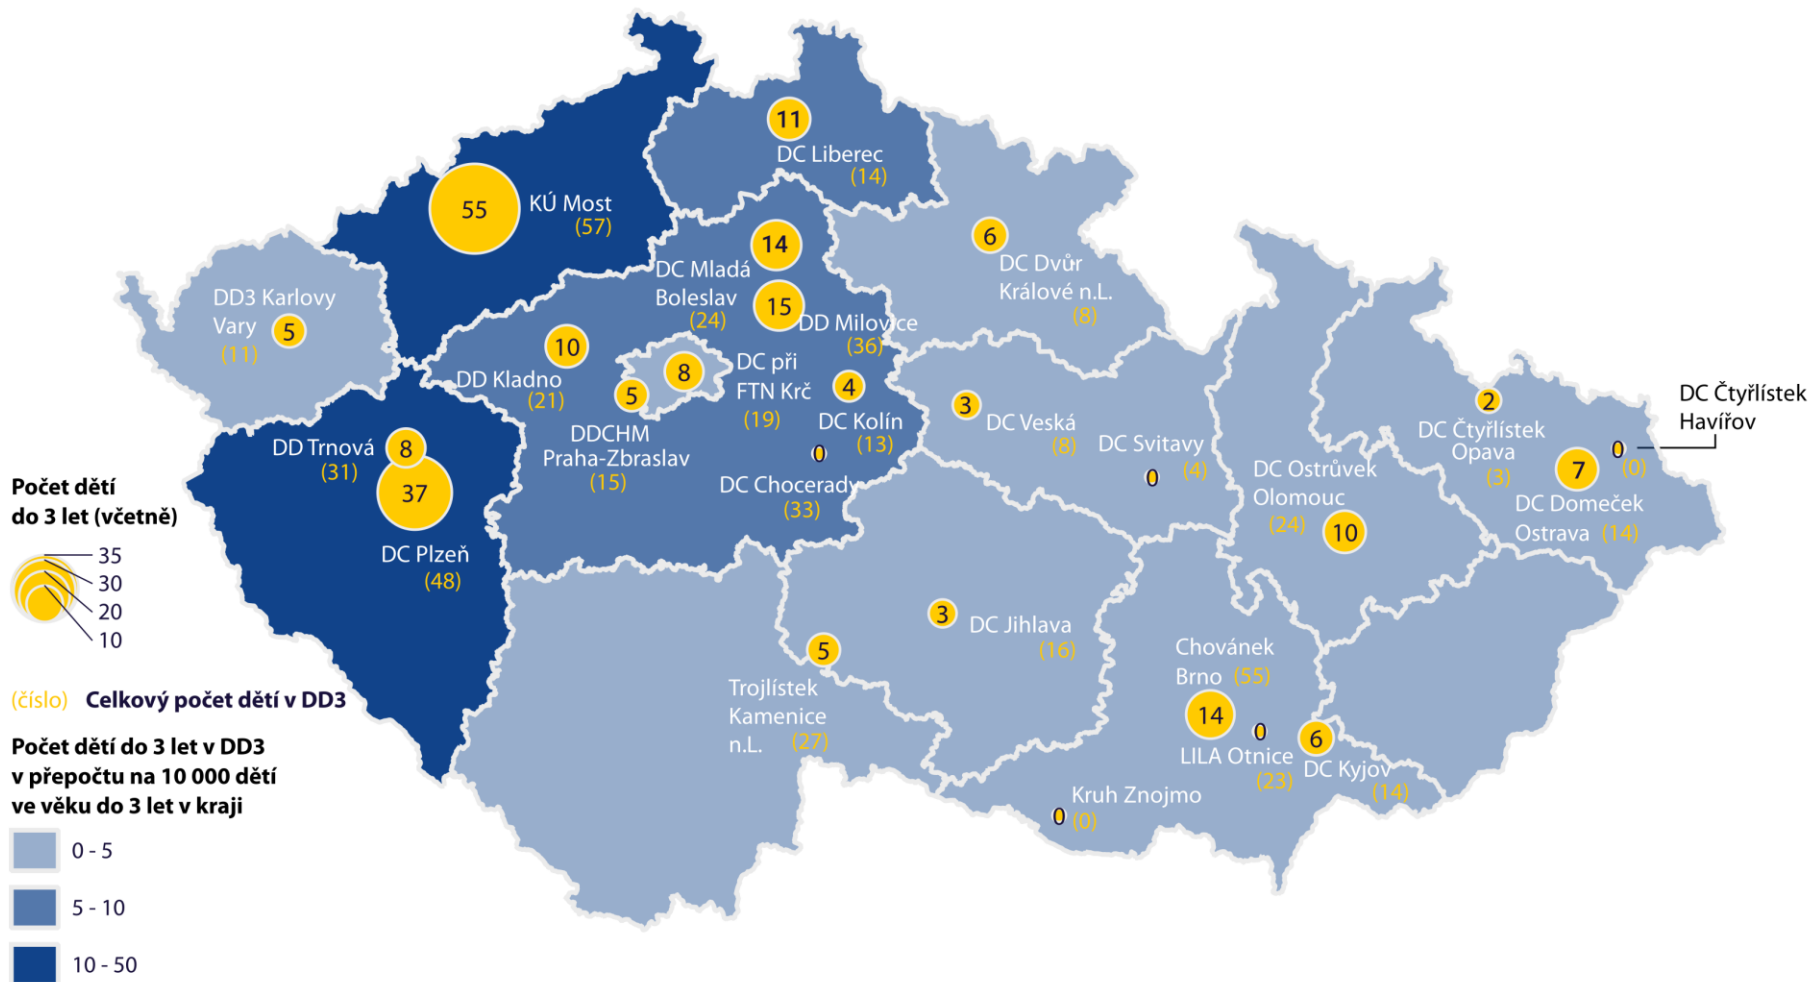 11
DC Liberec
(14)
55
KÚ Most
(57)
14
DC Mladá
Boleslav
(24)
15
DD Milovice
(36)
6
DC Dvůr
Králové n.L.
(8)
DD3 Karlovy
Vary
5
(11)
10
DD Kladno
(21)
8
DC při
FTN Krč
(19)
5
DDCHM
Praha-Zbraslav
(15)
4
DC Kolín
(13)
0
DC Chocerady
(33)
3
DC Veská
(8)
DC Svitavy
(4)
0
2
DC Čtyřlístek
Opava
(3)
DC Čtyřlístek
Havířov
0
(0)
7
DC Domeček
Ostrava (14)
DC Ostrůvek
Olomouc
(24)
10
DD Trnová
(31)
8
37
DC Plzeň
(48)
3
DC Jihlava
(16)
5
Trojlístek
Kamenice
n.L. (27)
Chovánek
Brno (55)
14
0
LILA Otnice
(23)
6
DC Kyjov
(14)
Kruh Znojmo
0
(0)
Počet dětí
do 3 let (včetně)
35
30
20
10
(číslo) Celkový počet dětí v DD3
Počet dětí do 3 let v DD3
v přepočtu na 10 000 dětí
ve věku do 3 let v kraji
0 - 5
5 - 10
10 - 50